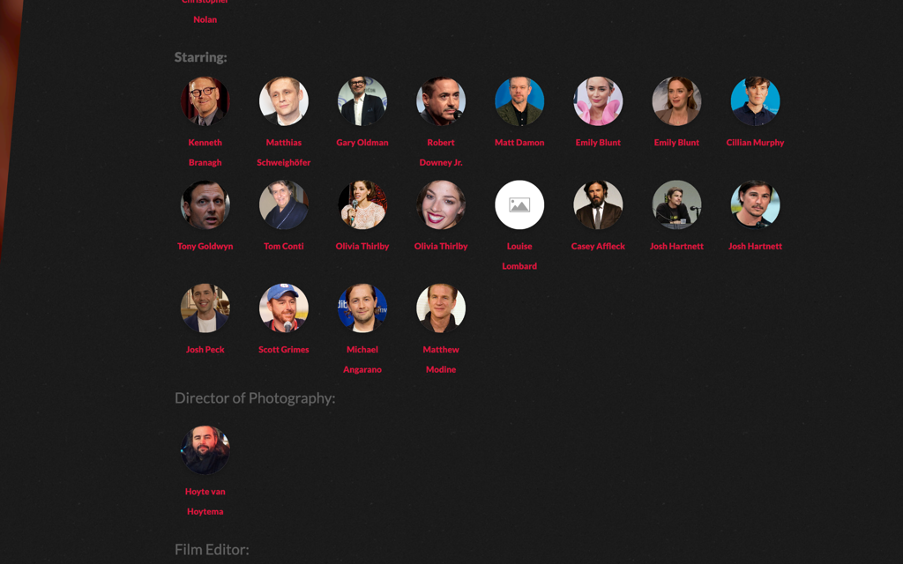 Christopher
Nolan
Starring:
Kenneth
Branagh
Matthias
Schweighöfer
Gary Oldman
Robert
Downey Jr.
Matt Damon
Emily Blunt
Emily Blunt
Cillian Murphy
Tony Goldwyn
Tom Conti
Olivia Thirlby
Olivia Thirlby
Louise
Lombard
Casey Affleck
Josh Hartnett
Josh Hartnett
Josh Peck
Scott Grimes
Michael
Angarano
Matthew
Modine
Director of Photography:
Hoyte van
Hoytema
Film Editor: